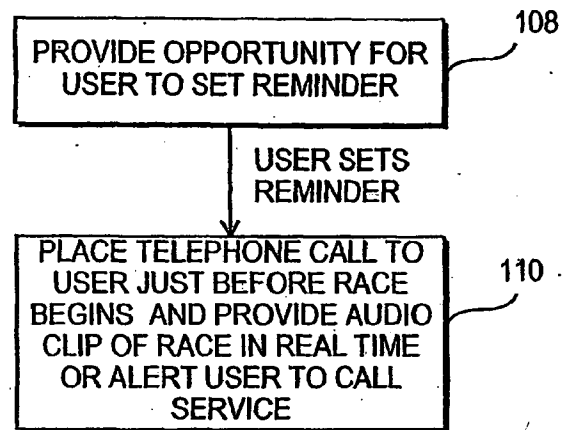 108
PROVIDE OPPORTUNITY FOR
USER TO SET REMINDER
USER SETS
REMINDER
PLACE TELEPHONE CALL TO
USER JUST BEFORE RACE
BEGINS AND PROVIDE AUDIO
CLIP OF RACE IN REAL TIME
OR ALERT USER TO CALL
SERVICE
110